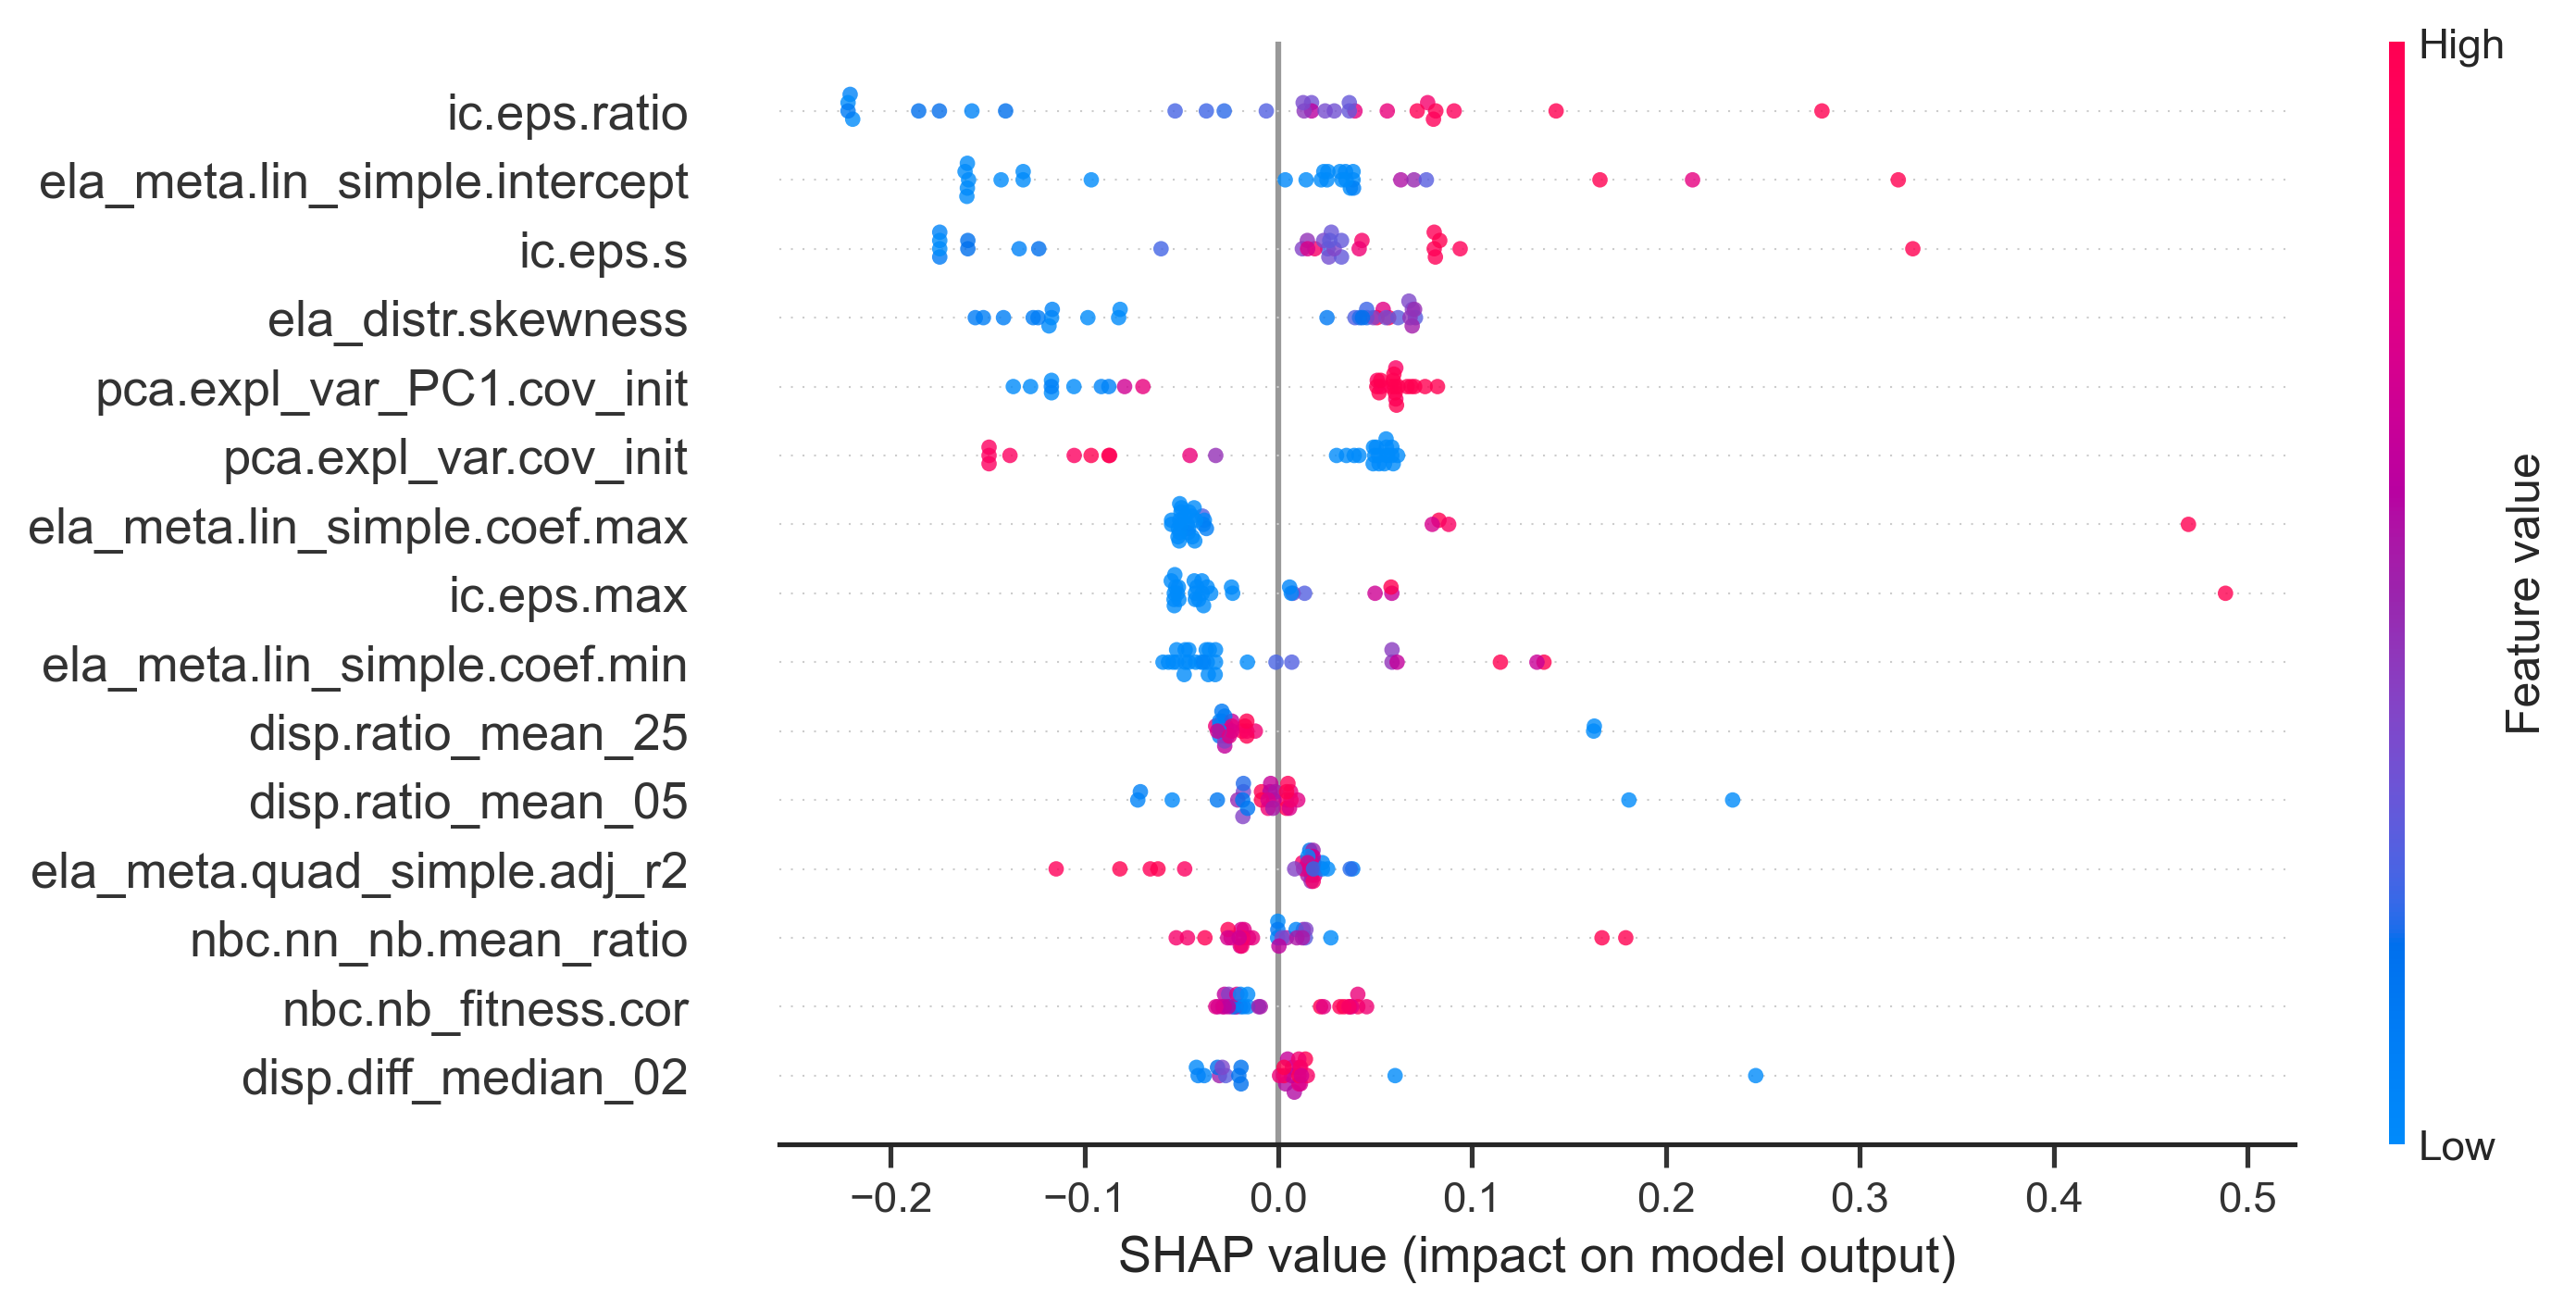 High
ic.eps.ratio
ela_meta.lin_simple.intercept
ic.eps.s
ela_distr.skewness
pca.expl_var_PC1.cov_init
pca.expl_var.cov_init
ela_meta.lin_simple.coef.max
ic.eps.max
ela_meta.lin_simple.coef.min
disp.ratio_mean_25
disp.ratio_mean_05
ela_meta.quad_simple.adj_r2
nbc.nn_nb.mean_ratio
nbc.nb_fitness.cor
disp.diff_median_02
Feature value
Low
−0.2 −0.1 0.0 0.1 0.2 0.3 0.4 0.5
SHAP value (impact on model output)